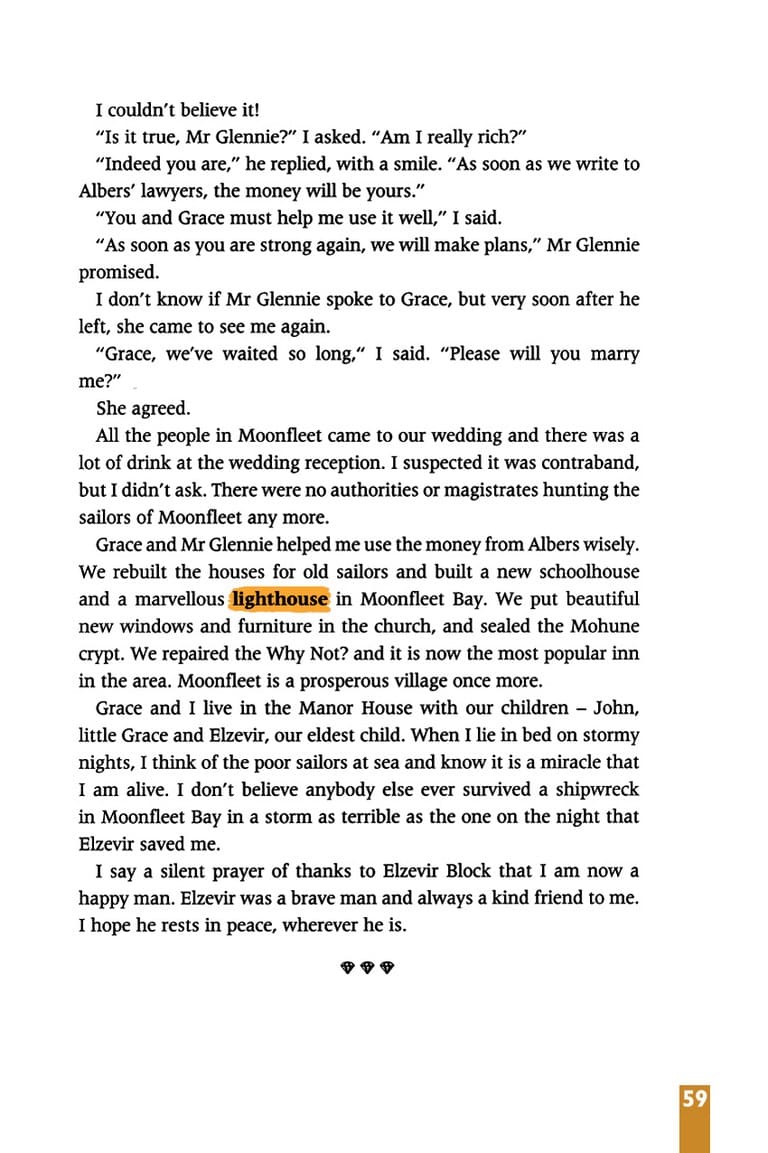 I couldn’t believe it!
“Is it true, Mr Glennie?” I asked. “Am I really rich?”
“Indeed you are,” he replied, with a smile. “As soon as we write to
Albers’ lawyers, the money will be yours.”
“You and Grace must help me use it well,” I said.
“As soon as you are strong again, we will make plans,” Mr Glennie
promised.
I don’t know if Mr Glennie spoke to Grace, but very soon after he
left, she came to see me again.
“Grace, we’ve waited so long,“ I said. “Please will you marry
me?”
She agreed.
All the people in Moonfleet came to our wedding and there was a
lot of drink at the wedding reception. I suspected it was contraband,
but I didn’t ask. There were no authorities or magistrates hunting the
sailors of Moonfleet any more.
Grace and Mr Glennie helped me use the money from Albers wisely.
We rebuilt the houses for old sailors and built a new schoolhouse
and a marvellous lighthouse in Moonfleet Bay. We put beautiful
new windows and furniture in the church, and sealed the Mohune
crypt. We repaired the Why Not? and it is now the most popular inn
in the area. Moonfleet is a prosperous village once more.
Grace and I live in the Manor House with our children – John,
little Grace and Elzevir, our eldest child. When I lie in bed on stormy
nights, I think of the poor sailors at sea and know it is a miracle that
I am alive. I don’t believe anybody else ever survived a shipwreck
in Moonfleet Bay in a storm as terrible as the one on the night that
Elzevir saved me.
I say a silent prayer of thanks to Elzevir Block that I am now a
happy man. Elzevir was a brave man and always a kind friend to me.
I hope he rests in peace, wherever he is.
59